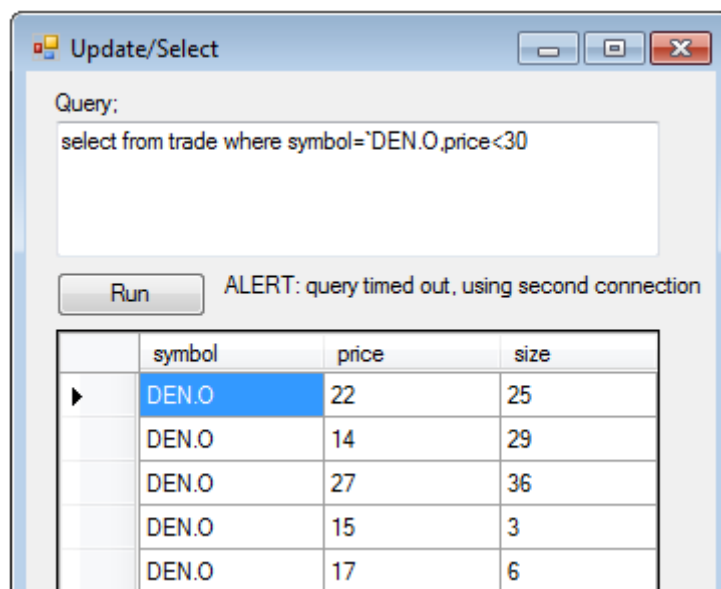 Update/Select
Query;
select from trade where symbol=`DEN.O,price<30
Run
ALERT: query timed out, using second connection
symbol price size
DEN.O 22 25
DEN.O 14 29
DEN.O 27 36
DEN.O 15 3
DEN.O 17 6